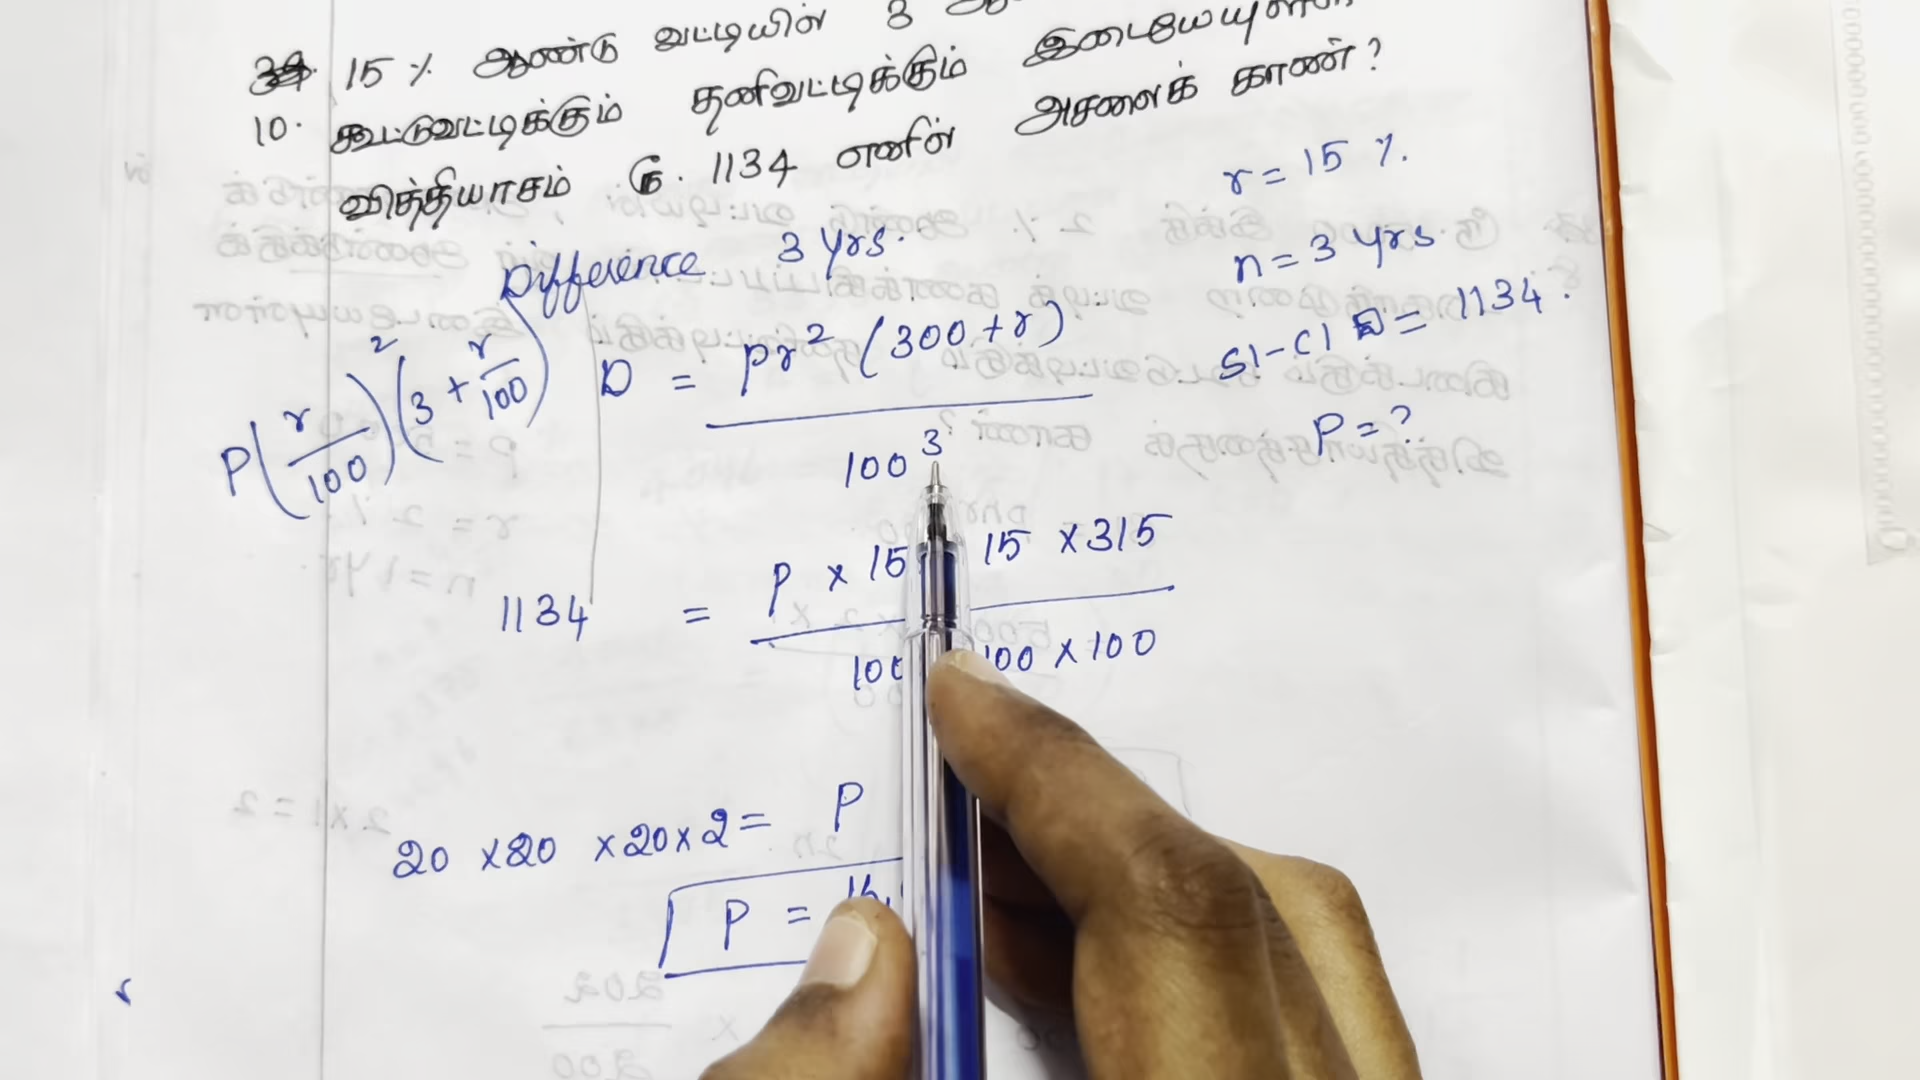 15 % ஆண்டு வட்டியின் 3
10. கூட்டுவட்டிக்கும் தனிவட்டிக்கும் இடையேயுள்ள
வித்தியாசம் ரூ. 1134 எனின் அசலைக் காண்?
r = 15 %.
Difference 3 yrs.
n = 3 yrs.
SI-CI D = 1134.
P(r/100)²(3 + r/100)
D = pr² (300+r) / 100³
P = ?
1134 = P × 15 15 × 315 / 100 100 × 100
20 × 20 × 20 × 2 = P
P =